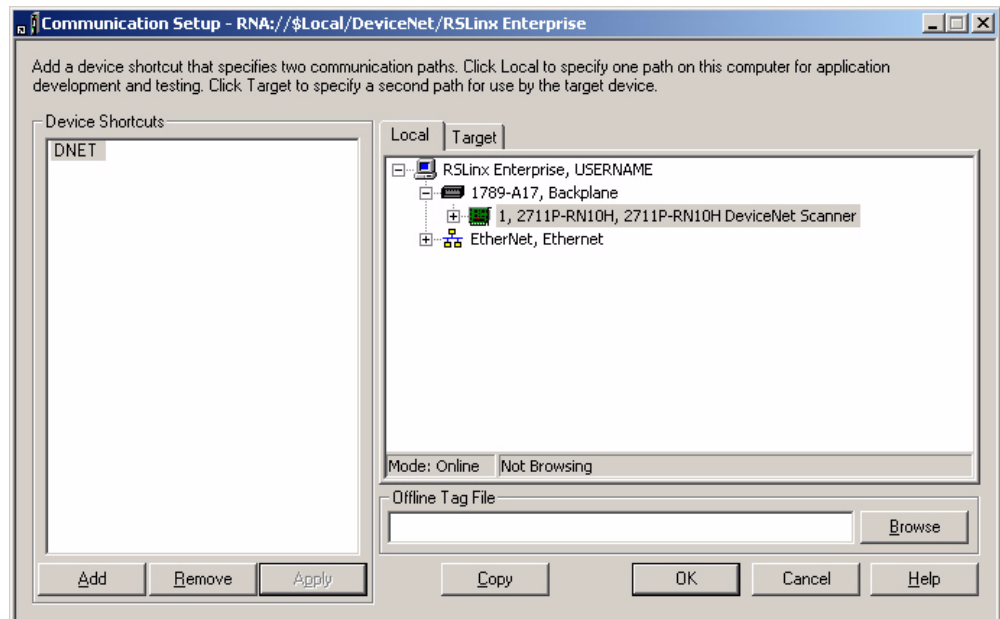 Communication Setup - RNA://$Local/DeviceNet/RSLinx Enterprise
Add a device shortcut that specifies two communication paths. Click Local to specify one path on this computer for application
development and testing. Click Target to specify a second path for use by the target device.
Device Shortcuts
DNET
Add
Remove
Apply
Local
Target
RSLinx Enterprise, USERNAME
1789-A17, Backplane
1, 2711P-RN10H, 2711P-RN10H DeviceNet Scanner
EtherNet, Ethernet
Mode: Online
Not Browsing
Offline Tag File
Browse
Copy
OK
Cancel
Help